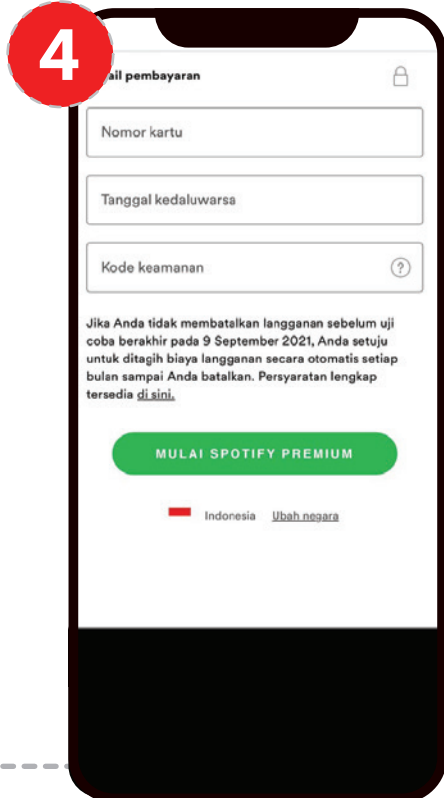 4
ail pembayaran
Nomor kartu
Tanggal kedaluwarsa
Kode keamanan
?
Jika Anda tidak membatalkan langganan sebelum uji
coba berakhir pada 9 September 2021, Anda setuju
untuk ditagih biaya langganan secara otomatis setiap
bulan sampai Anda batalkan. Persyaratan lengkap
tersedia di sini.
MULAI SPOTIFY PREMIUM
Indonesia Ubah negara